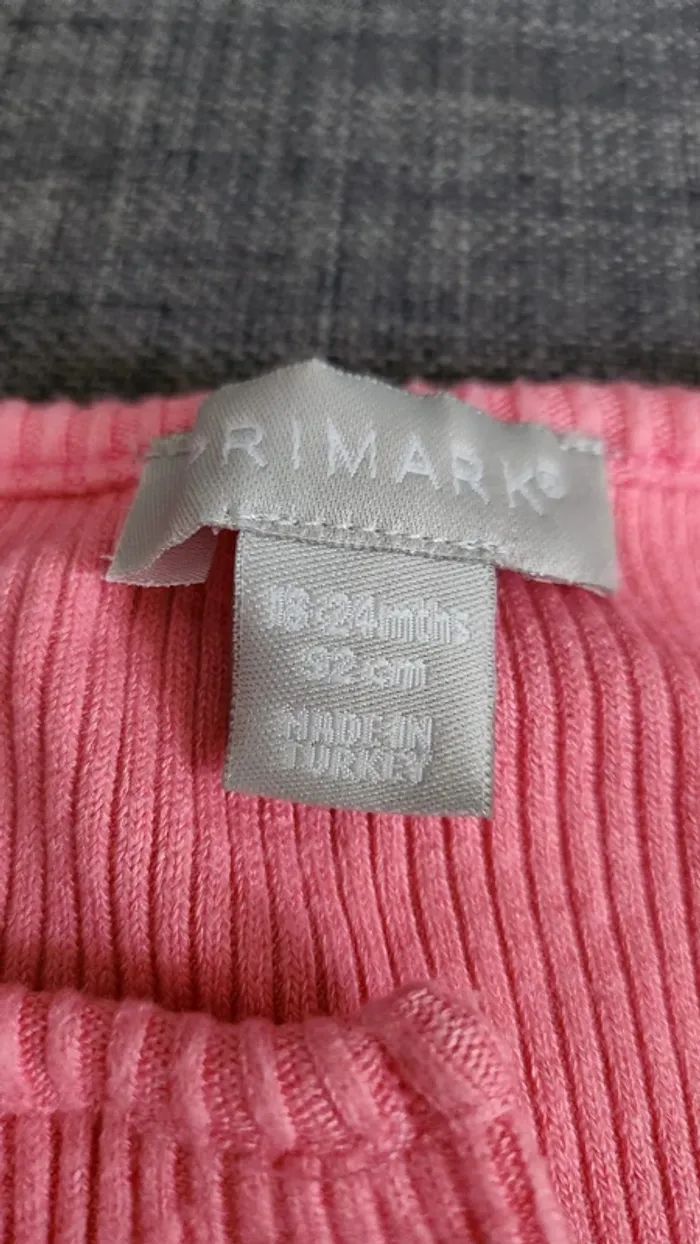 PRIMARK®
18-24mths
92 cm
MADE IN
TURKEY